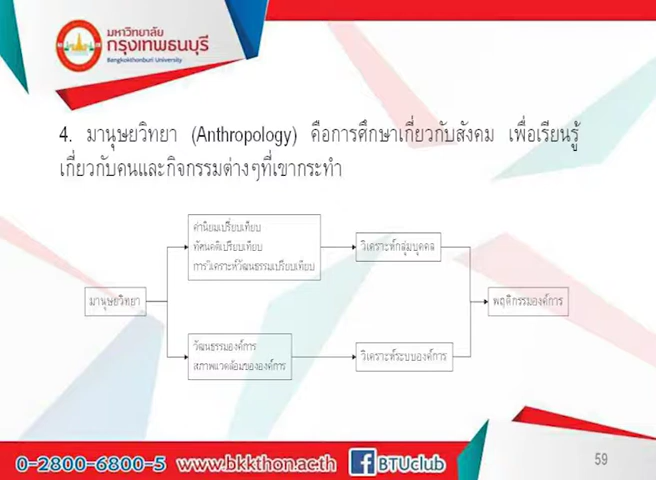 มหาวิทยาลัย
กรุงเทพธนบุรี
Bangkokthonburi University
4. มานุษยวิทยา (Anthropology) คือการศึกษาเกี่ยวกับสังคม เพื่อเรียนรู้
เกี่ยวกับคนและกิจกรรมต่างๆที่เขากระทำ
ค่านิยมเปรียบเทียบ
ทัศนคติเปรียบเทียบ
การวิเคราะห์วัฒนธรรมเปรียบเทียบ
วิเคราะห์กลุ่มบุคคล
มานุษยวิทยา
พฤติกรรมองค์การ
วัฒนธรรมองค์การ
สภาพแวดล้อมขององค์การ
วิเคราะห์ระบบองค์การ
0-2800-6800-5 www.bkkthon.ac.th f BTUclub
59